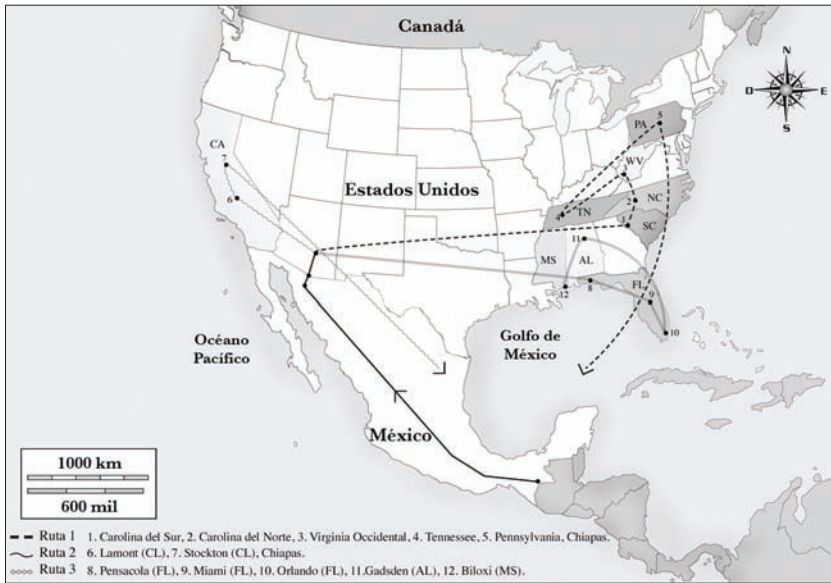 Canadá
N
O E
S
PA 5
CA
WV
7
3
Estados Unidos
2 NC
6
4 TN
1
SC
11
MS AL
12 8 FL
9
Océano
Pacífico
Golfo de
México
10
México
1000 km
600 mil
Ruta 1 1. Carolina del Sur, 2. Carolina del Norte, 3. Virginia Occidental, 4. Tennessee, 5. Pennsylvania, Chiapas.
Ruta 2 6. Lamont (CL), 7. Stockton (CL), Chiapas.
Ruta 3 8. Pensacola (FL), 9. Miami (FL), 10. Orlando (FL), 11.Gadsden (AL), 12. Biloxi (MS).